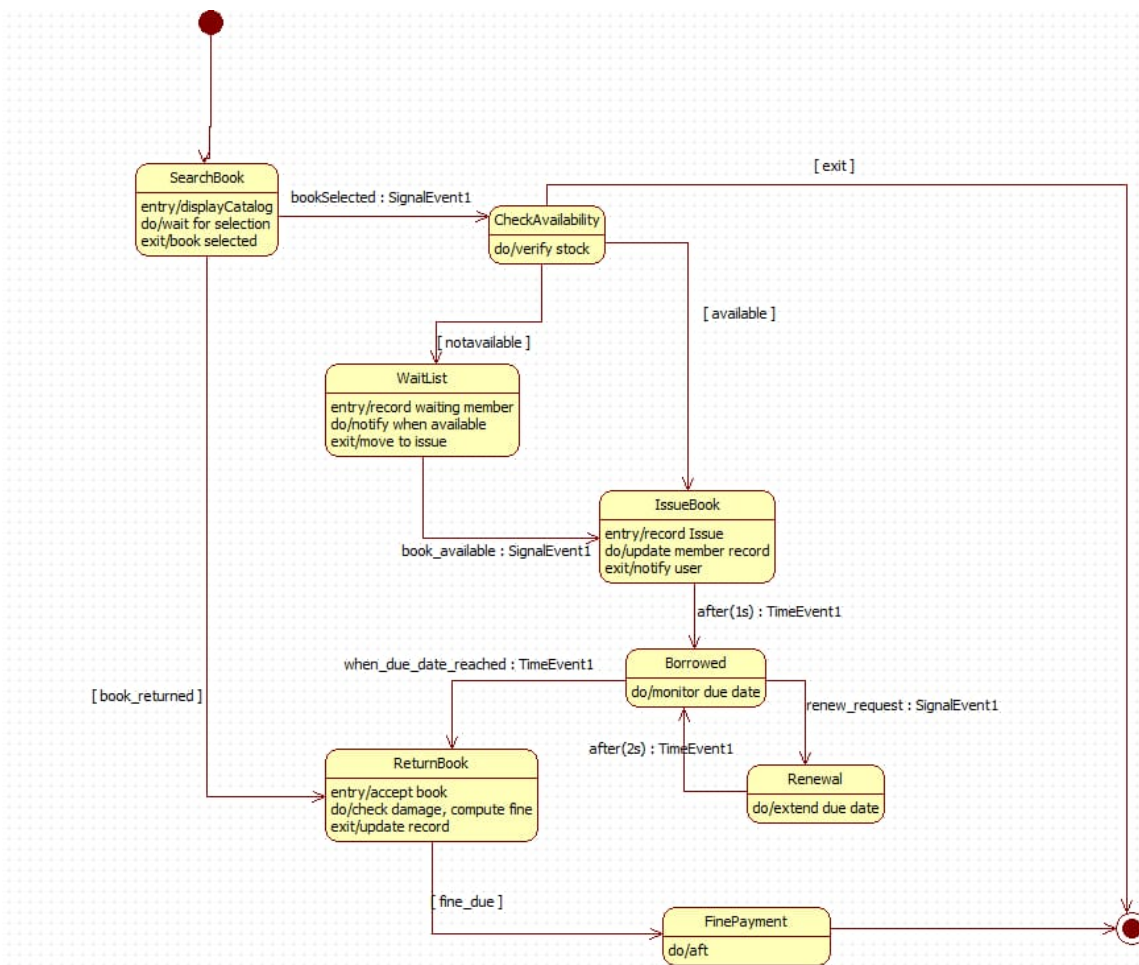 SearchBook
entry/displayCatalog
do/wait for selection
exit/book selected
bookSelected : SignalEvent1
[ exit ]
CheckAvailability
do/verify stock
[ available ]
[ notavailable ]
WaitList
entry/record waiting member
do/notify when available
exit/move to issue
book_available : SignalEvent1
IssueBook
entry/record Issue
do/update member record
exit/notify user
after(1s) : TimeEvent1
when_due_date_reached : TimeEvent1
Borrowed
do/monitor due date
[ book_returned ]
renew_request : SignalEvent1
after(2s) : TimeEvent1
ReturnBook
entry/accept book
do/check damage, compute fine
exit/update record
Renewal
do/extend due date
[ fine_due ]
FinePayment
do/aft